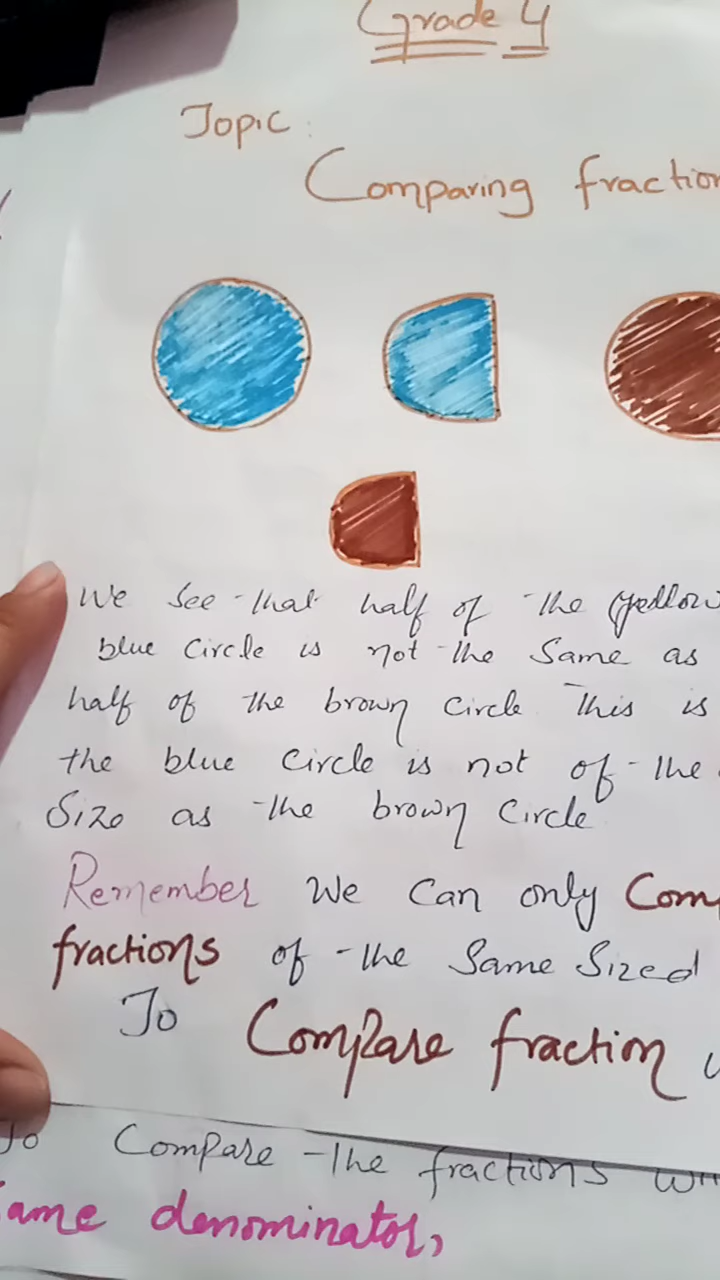 Grade 4
Topic:
Comparing fraction
We see that half of the (yellow
blue circle is not the same as
half of the brown circle This is
the blue circle is not of the
Size as the brown circle
Remember We can only Comp
fractions of the Same Sized
To Compare fraction
To Compare the fractions
ame denominator,